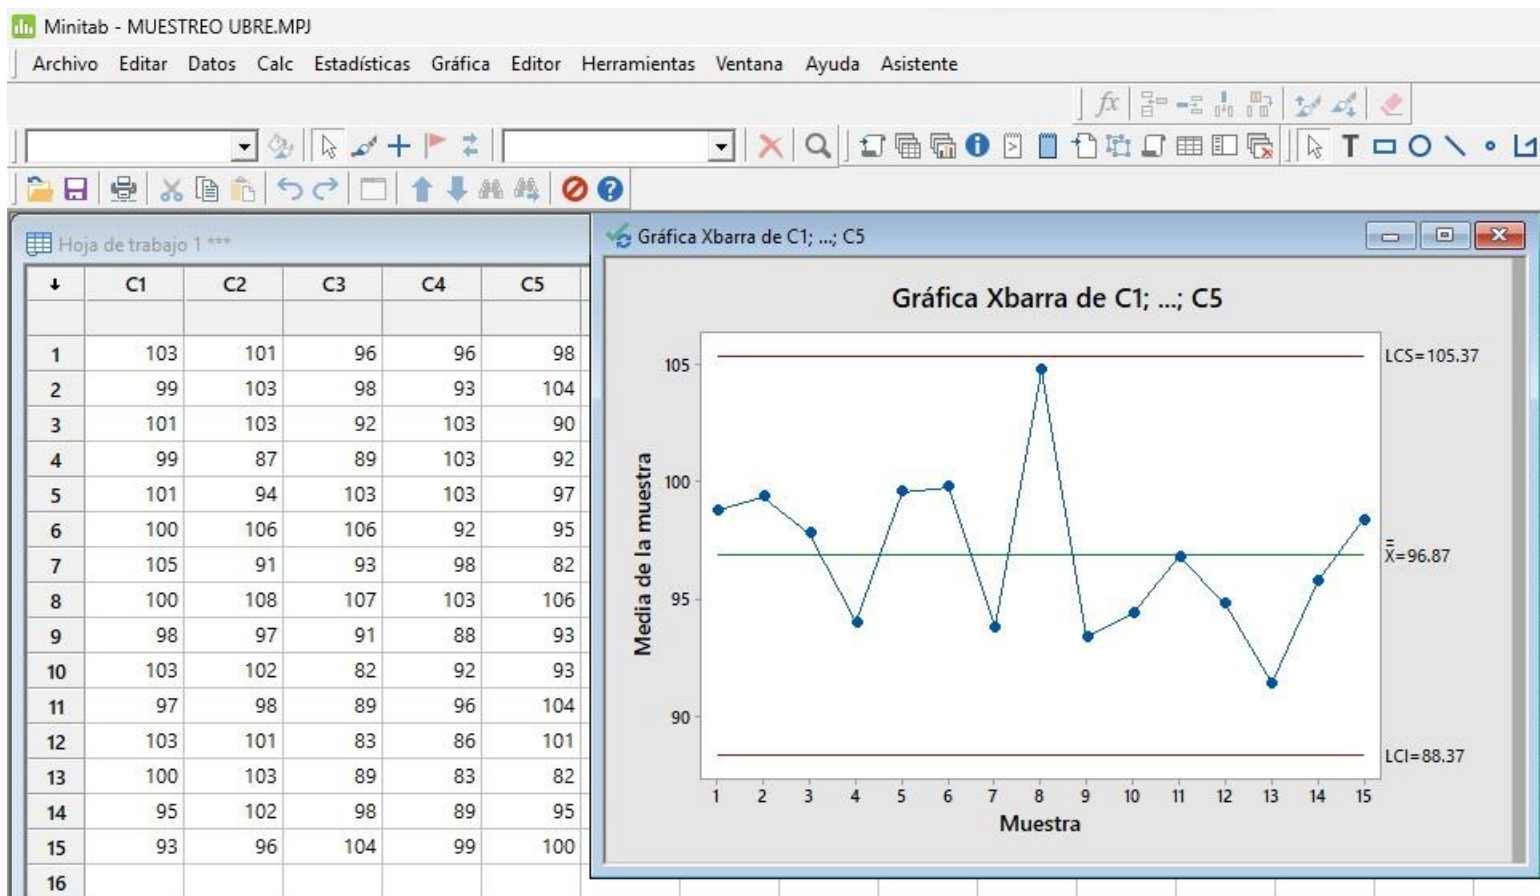 Minitab - MUESTREO UBRE.MPJ
Archivo Editar Datos Calc Estadísticas Gráfica Editor Herramientas Ventana Ayuda Asistente
fx
T
Hoja de trabajo 1 ***
↓ C1 C2 C3 C4 C5
1 103 101 96 96 98
2 99 103 98 93 104
3 101 103 92 103 90
4 99 87 89 103 92
5 101 94 103 103 97
6 100 106 106 92 95
7 105 91 93 98 82
8 100 108 107 103 106
9 98 97 91 88 93
10 103 102 82 92 93
11 97 98 89 96 104
12 103 101 83 86 101
13 100 103 89 83 82
14 95 102 98 89 95
15 93 96 104 99 100
16
Gráfica Xbarra de C1; ...; C5
Gráfica Xbarra de C1; ...; C5
Media de la muestra
105
100
95
90
LCS=105.37
X̿=96.87
LCI=88.37
1 2 3 4 5 6 7 8 9 10 11 12 13 14 15
Muestra